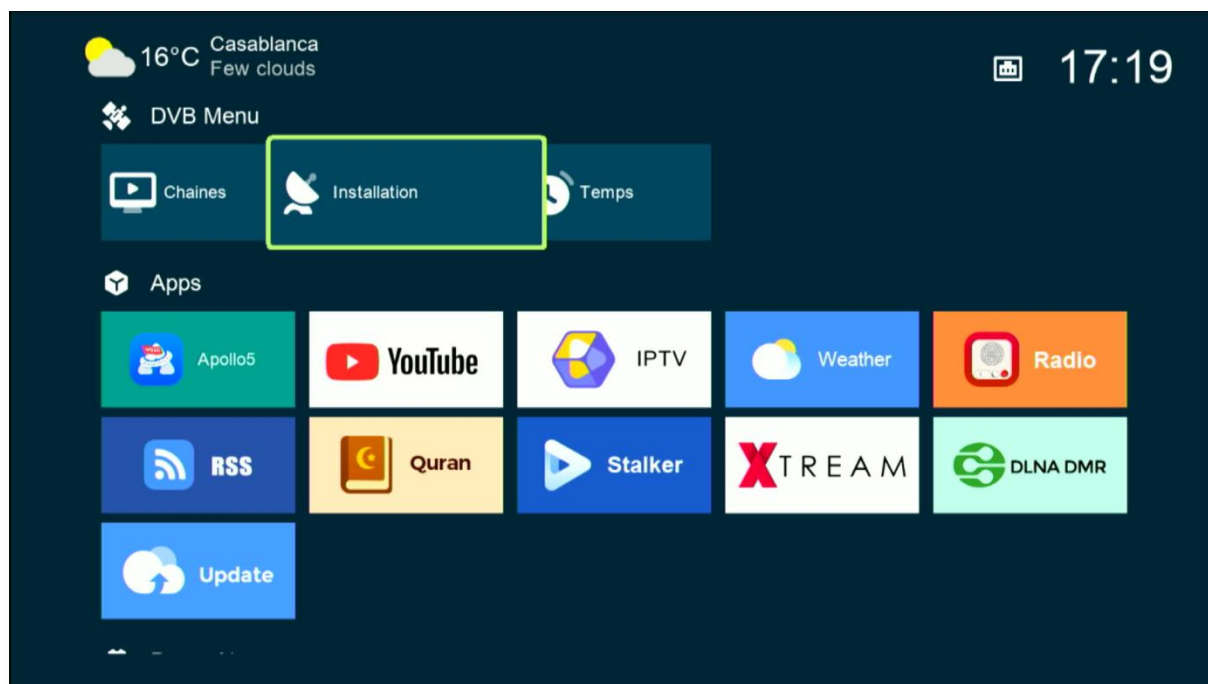 16°C
Casablanca
Few clouds
17:19
DVB Menu
Chaines
Installation
Temps
Apps
Apollo5
YouTube
IPTV
Weather
Radio
RSS
Quran
Stalker
XTREAM
DLNA DMR
Update